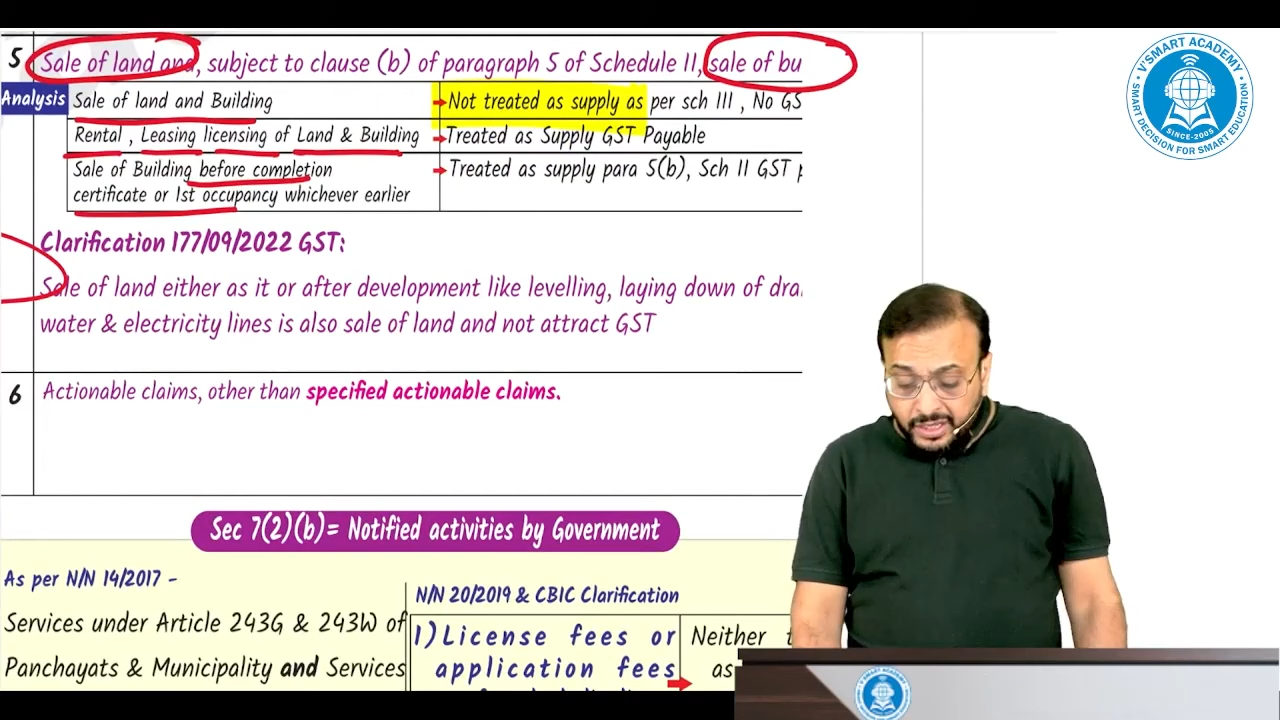 V'SMART ACADEMY
SINCE-2005
SMART DECISION FOR SMART EDUCATION
5
Sale of land and, subject to clause (b) of paragraph 5 of Schedule II, sale of bu
Analysis
Sale of land and Building
Not treated as supply as per sch III , No GS
Rental , Leasing licensing of Land & Building
Treated as Supply GST Payable
Sale of Building before completion
certificate or 1st occupancy whichever earlier
Treated as supply para 5(b), Sch II GST p
Clarification 177/09/2022 GST:
Sale of land either as it or after development like levelling, laying down of drai
water & electricity lines is also sale of land and not attract GST
6
Actionable claims, other than specified actionable claims.
Sec 7(2)(b)= Notified activities by Government
As per N/N 14/2017 -
Services under Article 243G & 243W of
Panchayats & Municipality and Services
N/N 20/2019 & CBIC Clarification
1) License fees or
application fees
Neither t
as